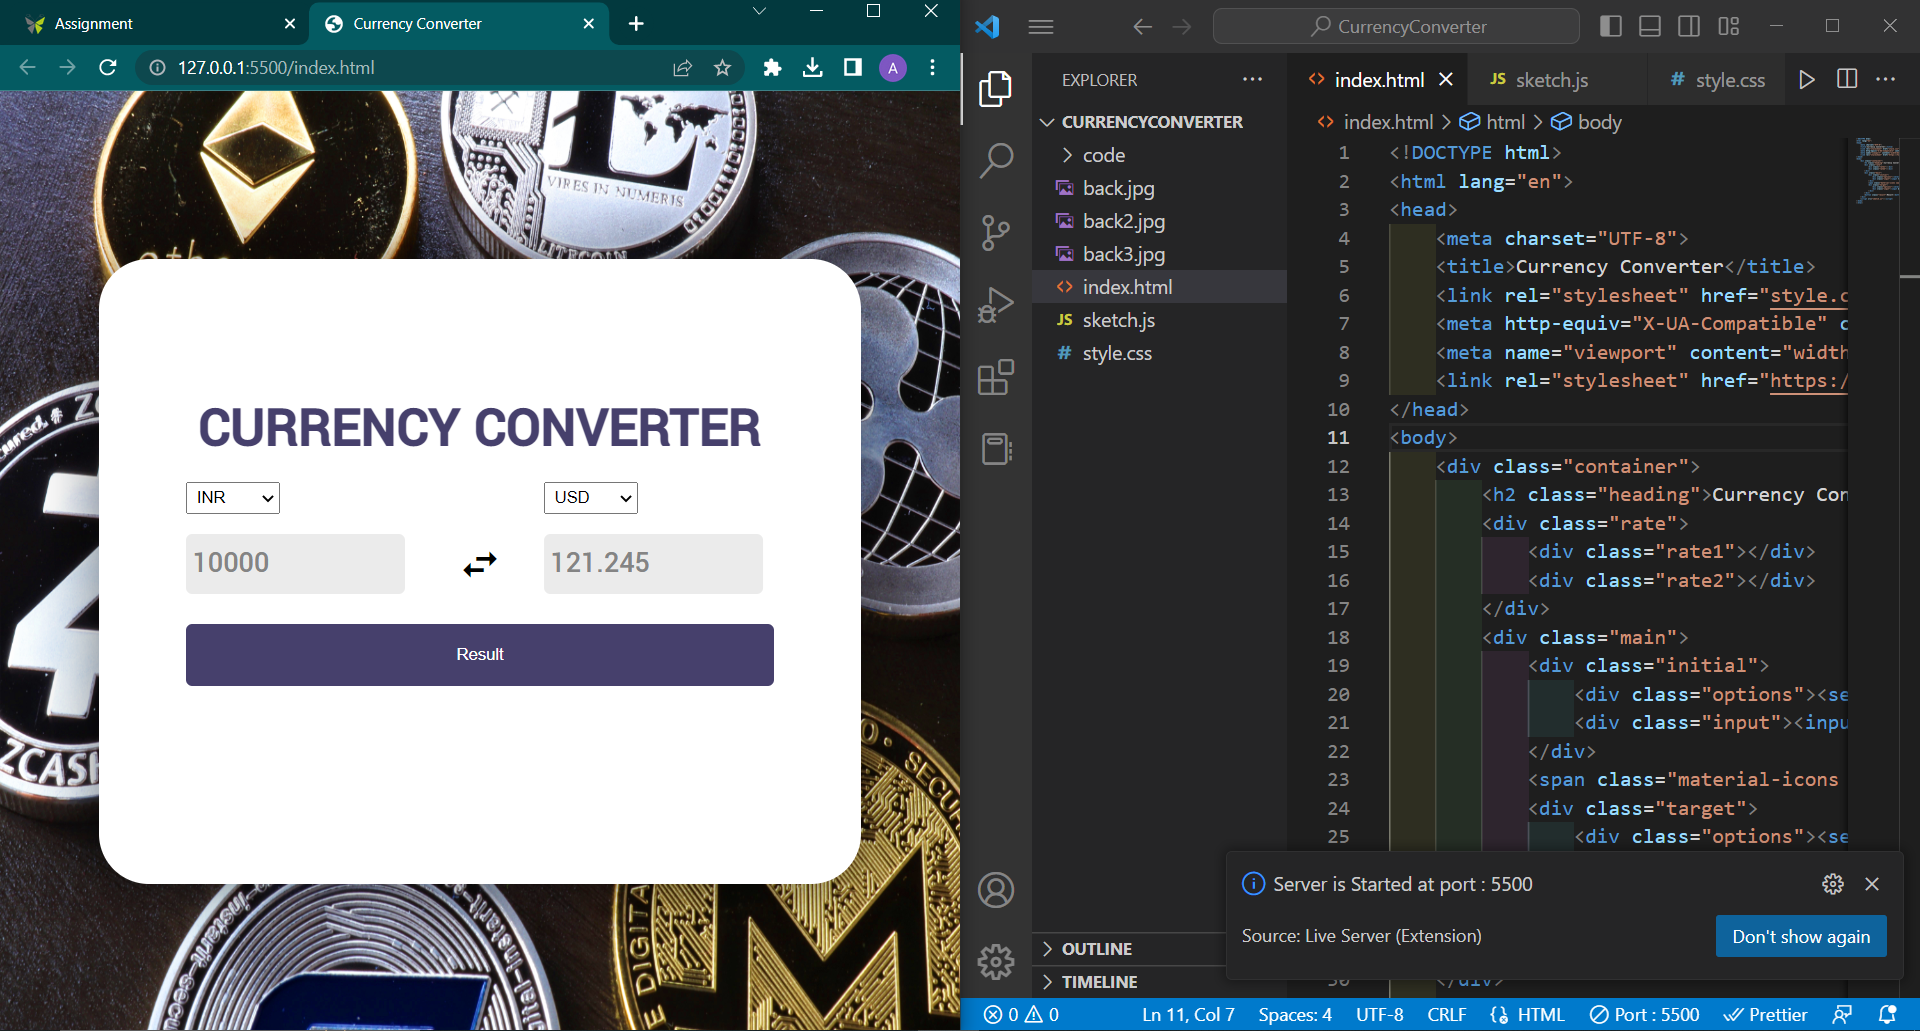 Assignment
Currency Converter
127.0.0.1:5500/index.html
A
VIRES IN NUMERIS
LITECOIN
ZCASH
CURRENCY CONVERTER
INR
USD
10000
121.245
Result
DIGITAL
CurrencyConverter
EXPLORER
CURRENCYCONVERTER
code
back.jpg
back2.jpg
back3.jpg
index.html
JS sketch.js
# style.css
OUTLINE
TIMELINE
index.html
JS sketch.js
# style.css
index.html > html > body
1 <!DOCTYPE html>
2 <html lang="en">
3 <head>
4 <meta charset="UTF-8">
5 <title>Currency Converter</title>
6 <link rel="stylesheet" href="style.c
7 <meta http-equiv="X-UA-Compatible" c
8 <meta name="viewport" content="width
9 <link rel="stylesheet" href="https:/
10 </head>
11 <body>
12 <div class="container">
13 <h2 class="heading">Currency Con
14 <div class="rate">
15 <div class="rate1"></div>
16 <div class="rate2"></div>
17 </div>
18 <div class="main">
19 <div class="initial">
20 <div class="options"><se
21 <div class="input"><inpu
22 </div>
23 <span class="material-icons
24 <div class="target">
25 <div class="options"><se
Server is Started at port : 5500
Source: Live Server (Extension)
Don't show again
0 0
Ln 11, Col 7
Spaces: 4
UTF-8
CRLF
HTML
Port : 5500
Prettier